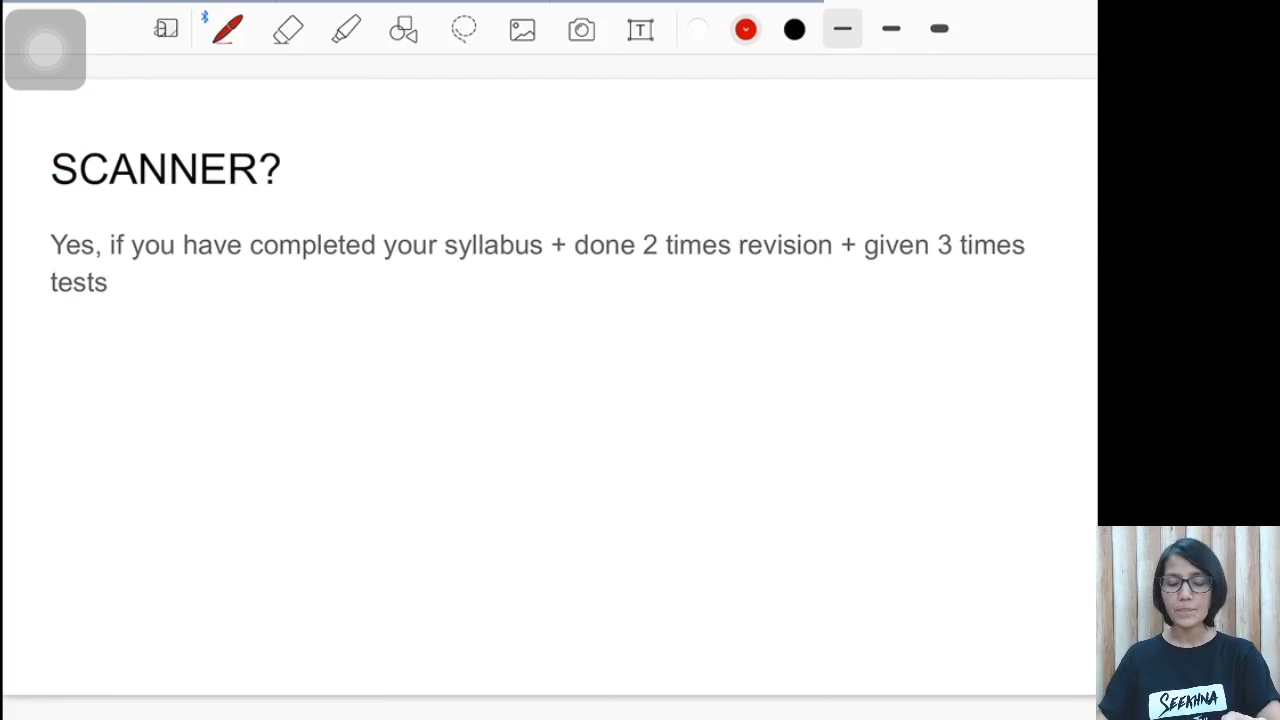 T
SCANNER?
Yes, if you have completed your syllabus + done 2 times revision + given 3 times
tests
SEEKHNA